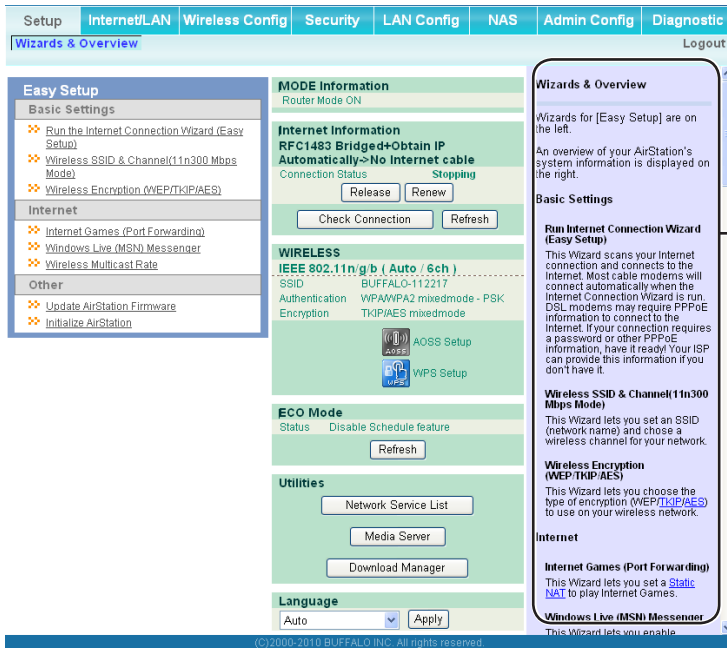 Setup Internet/LAN Wireless Config Security LAN Config NAS Admin Config Diagnostic
Wizards & Overview
Logout
Easy Setup
Basic Settings
Run the Internet Connection Wizard (Easy
Setup)
Wireless SSID & Channel(11n300 Mbps
Mode)
Wireless Encryption (WEP/TKIP/AES)
Internet
Internet Games (Port Forwarding)
Windows Live (MSN) Messenger
Wireless Multicast Rate
Other
Update AirStation Firmware
Initialize AirStation
MODE Information
Router Mode ON
Internet Information
RFC1483 Bridged+Obtain IP
Automatically->No Internet cable
Connection Status Stopping
Release Renew
Check Connection Refresh
WIRELESS
IEEE 802.11n/g/b ( Auto / 6ch )
SSID BUFFALO-112217
Authentication WPA/WPA2 mixedmode - PSK
Encryption TKIP/AES mixedmode
AOSS AOSS Setup
WPS WPS Setup
ECO Mode
Status Disable Schedule feature
Refresh
Utilities
Network Service List
Media Server
Download Manager
Language
Auto Apply
Wizards & Overview
Wizards for [Easy Setup] are on
the left.
An overview of your AirStation's
system information is displayed on
the right.
Basic Settings
Run Internet Connection Wizard
(Easy Setup)
This Wizard scans your Internet
connection and connects to the
Internet. Most cable modems will
connect automatically when the
Internet Connection Wizard is run.
DSL modems may require PPPoE
information to connect to the
Internet. If your connection requires
a password or other PPPoE
information, have it ready! Your ISP
can provide this information if you
don't have it.
Wireless SSID & Channel(11n300
Mbps Mode)
This Wizard lets you set an SSID
(network name) and chose a
wireless channel for your network.
Wireless Encryption
(WEP/TKIP/AES)
This Wizard lets you choose the
type of encryption (WEP/TKIP/AES)
to use on your wireless network.
Internet
Internet Games (Port Forwarding)
This Wizard lets you set a Static
NAT to play Internet Games.
Windows Live (MSN) Messenger
This Wizard lets you enable
(C)2000-2010 BUFFALO INC. All rights reserved.